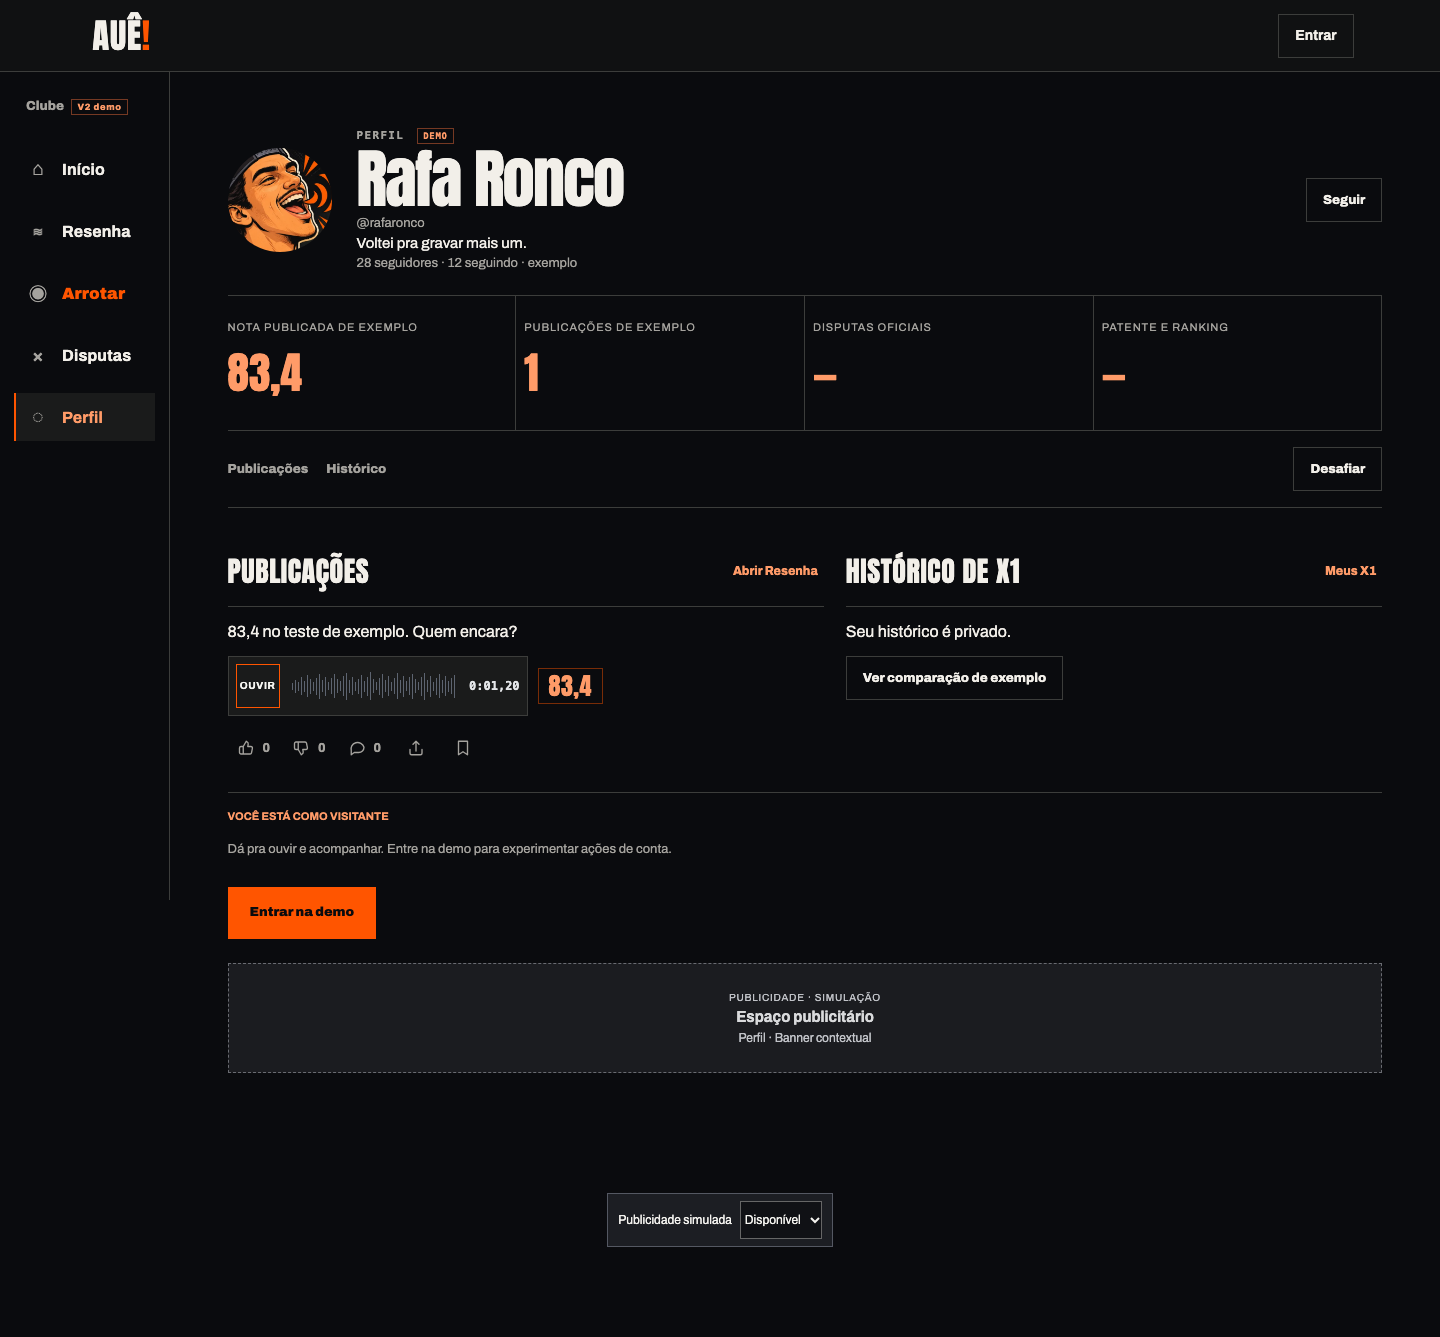 AUÊ!
Entrar
Clube V2 demo
Início
Resenha
Arrotar
Disputas
Perfil
PERFIL DEMO
Rafa Ronco
@rafaronco
Voltei pra gravar mais um.
28 seguidores · 12 seguindo · exemplo
Seguir
NOTA PUBLICADA DE EXEMPLO
83,4
PUBLICAÇÕES DE EXEMPLO
1
DISPUTAS OFICIAIS
—
PATENTE E RANKING
—
Publicações Histórico
Desafiar
PUBLICAÇÕES
Abrir Resenha
83,4 no teste de exemplo. Quem encara?
OUVIR 0:01,20 83,4
0 0 0
HISTÓRICO DE X1
Meus X1
Seu histórico é privado.
Ver comparação de exemplo
VOCÊ ESTÁ COMO VISITANTE
Dá pra ouvir e acompanhar. Entre na demo para experimentar ações de conta.
Entrar na demo
PUBLICIDADE · SIMULAÇÃO
Espaço publicitário
Perfil · Banner contextual
Publicidade simulada Disponível